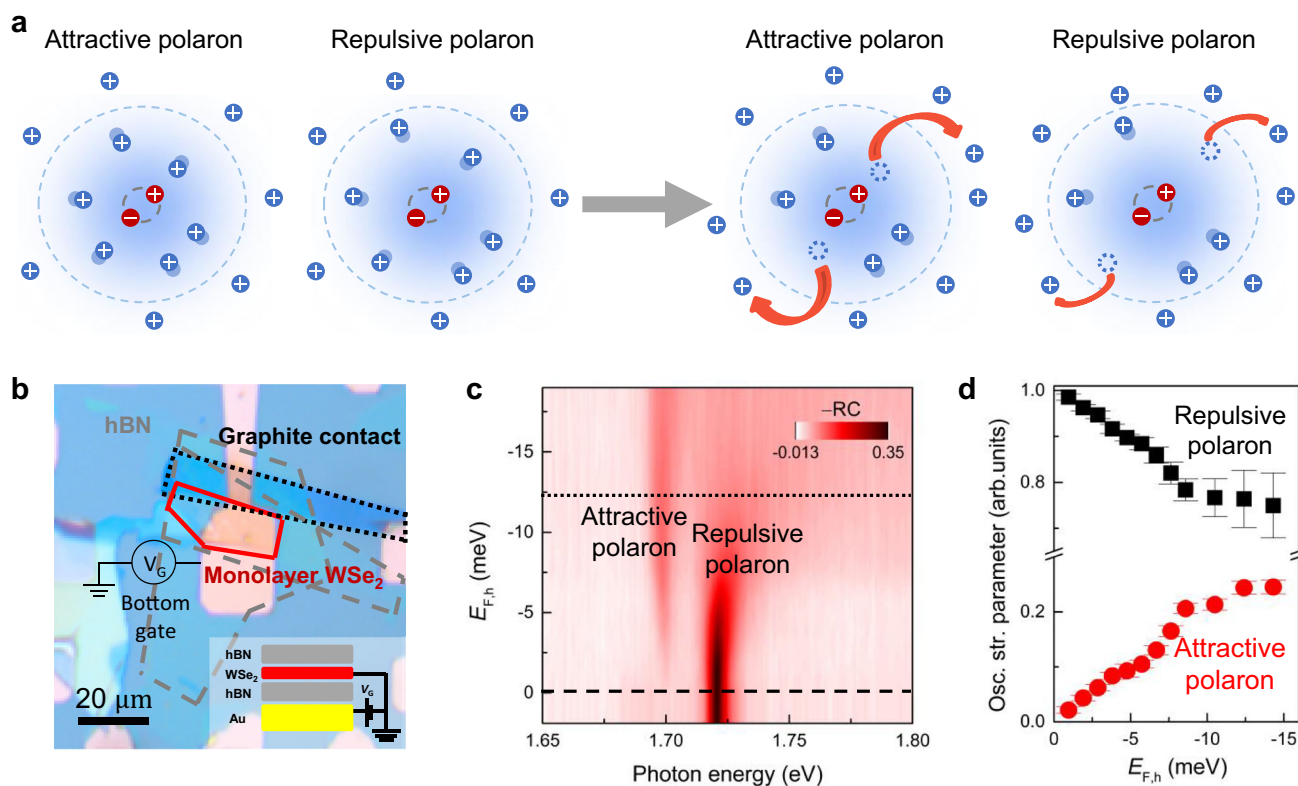 a
Attractive polaron
Repulsive polaron
Attractive polaron
Repulsive polaron
b
hBN
Graphite contact
V_G
Monolayer WSe₂
Bottom
gate
20 μm
hBN
WSe₂
hBN
Au
V_G
c
−RC
-0.013
0.35
Attractive
polaron
Repulsive
polaron
-15
-10
-5
0
E_F,h (meV)
1.65
1.70
1.75
1.80
Photon energy (eV)
d
Osc. str. parameter (arb.units)
1.0
0.8
0.2
0.0
Repulsive
polaron
Attractive
polaron
0
-5
-10
-15
E_F,h (meV)